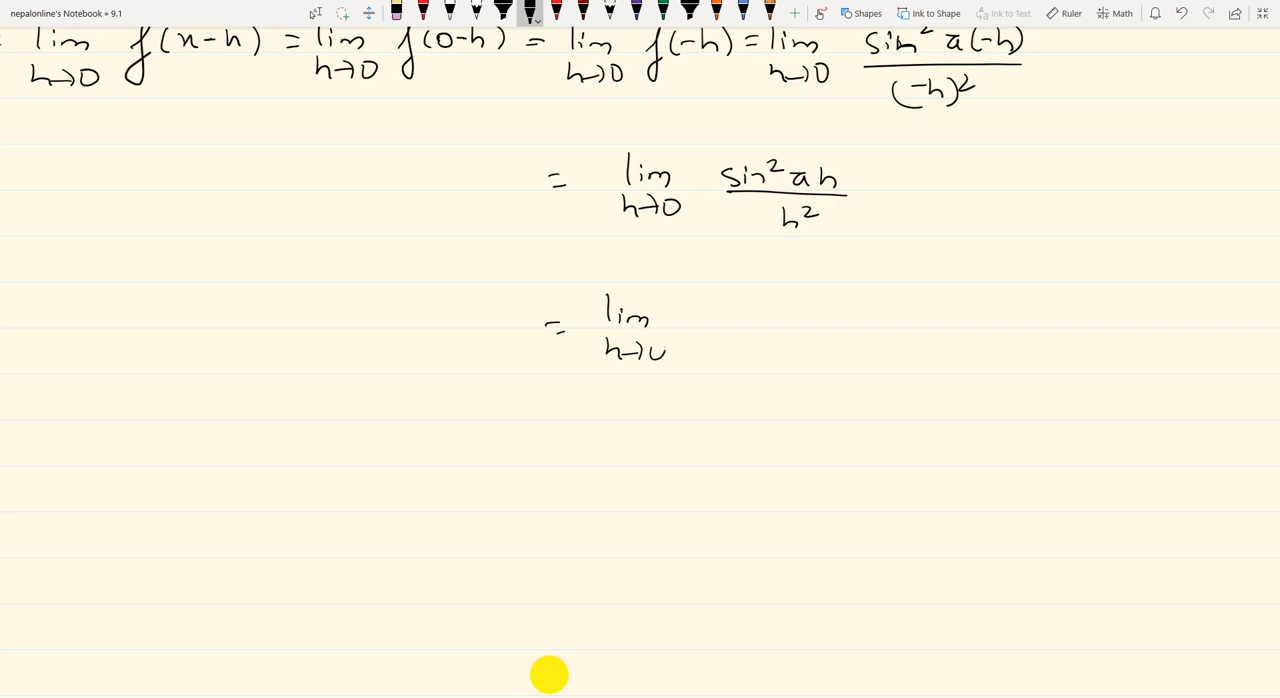 nepalonline's Notebook » 9.1 Shapes Ink to Shape Ink to Text Ruler Math
= lim f(x-h) = lim f(0-h) = lim f(-h) = lim sin² a(-h)
h→0 h→0 h→0 h→0 (-h)²
= lim sin² ah
h→0 h²
= lim
h→0